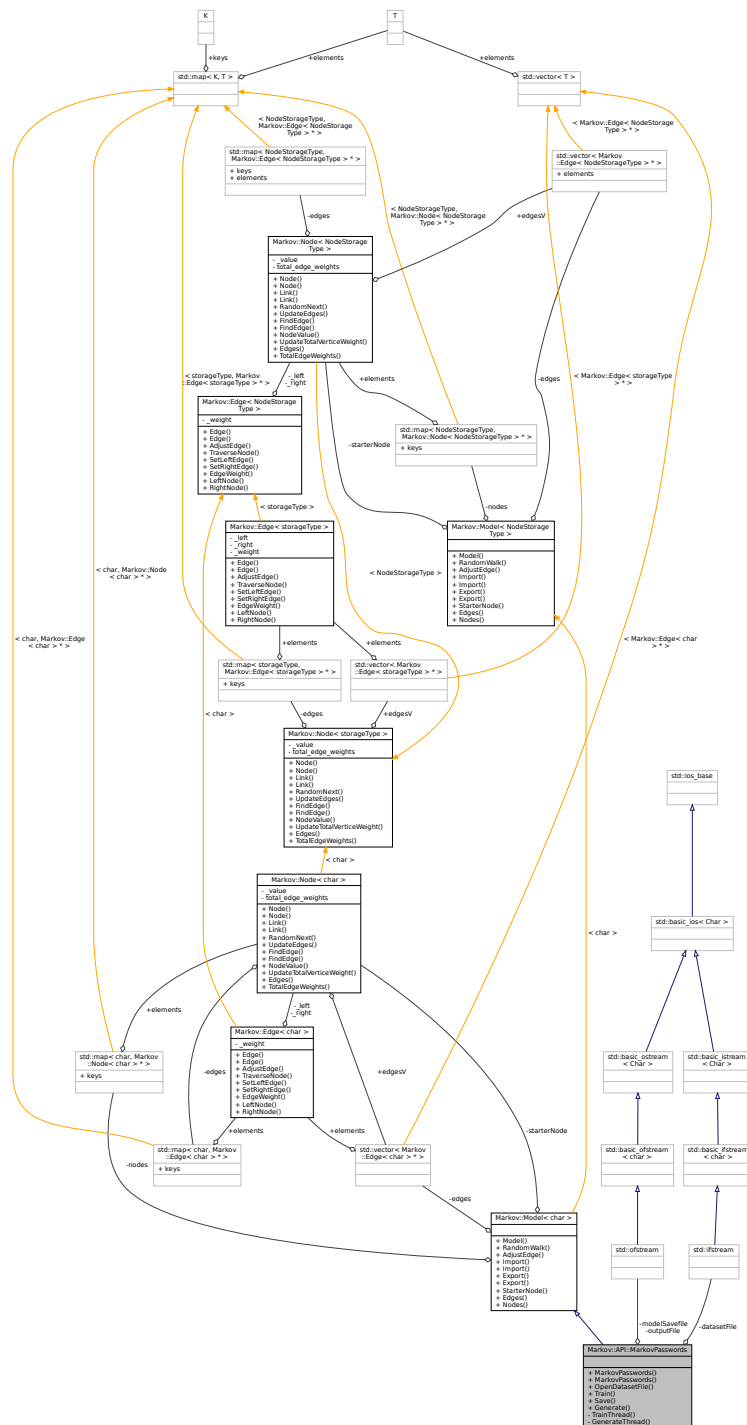 K
T
+keys
+elements
+elements
std::map< K, T >
std::vector< T >
< NodeStorageType,
Markov::Edge< NodeStorage
Type > * >
< Markov::Edge< NodeStorage
Type > * >
std::map< NodeStorageType,
Markov::Edge< NodeStorageType > * >
+ keys
+ elements
std::vector< Markov
::Edge< NodeStorageType > * >
+ elements
-edges
< NodeStorageType,
Markov::Node< NodeStorage
Type > * >
+edgesV
Markov::Node< NodeStorage
Type >
- _value
- total_edge_weights
+ Node()
+ Node()
+ Link()
+ Link()
+ RandomNext()
+ UpdateEdges()
+ FindEdge()
+ FindEdge()
+ NodeValue()
+ UpdateTotalVerticeWeight()
+ Edges()
+ TotalEdgeWeights()
< storageType, Markov
::Edge< storageType > * >
-_left
-_right
+elements
-edges
< Markov::Edge< storageType
> * >
Markov::Edge< NodeStorage
Type >
- _weight
+ Edge()
+ Edge()
+ AdjustEdge()
+ TraverseNode()
+ SetLeftEdge()
+ SetRightEdge()
+ EdgeWeight()
+ LeftNode()
+ RightNode()
std::map< NodeStorageType,
Markov::Node< NodeStorageType > * >
+ keys
-starterNode
-nodes
< storageType >
Markov::Edge< storageType >
- _left
- _right
- _weight
+ Edge()
+ Edge()
+ AdjustEdge()
+ TraverseNode()
+ SetLeftEdge()
+ SetRightEdge()
+ EdgeWeight()
+ LeftNode()
+ RightNode()
Markov::Model< NodeStorage
Type >
+ Model()
+ RandomWalk()
+ AdjustEdge()
+ Import()
+ Import()
+ Export()
+ Export()
+ StarterNode()
+ Edges()
+ Nodes()
< char, Markov::Node
< char > * >
< NodeStorageType >
< char, Markov::Edge
< char > * >
+elements
+elements
< Markov::Edge< char
> * >
std::map< storageType,
Markov::Edge< storageType > * >
+ keys
std::vector< Markov
::Edge< storageType > * >
< char >
-edges
+edgesV
Markov::Node< storageType >
- _value
- total_edge_weights
+ Node()
+ Node()
+ Link()
+ Link()
+ RandomNext()
+ UpdateEdges()
+ FindEdge()
+ FindEdge()
+ NodeValue()
+ UpdateTotalVerticeWeight()
+ Edges()
+ TotalEdgeWeights()
std::ios_base
< char >
Markov::Node< char >
- _value
- total_edge_weights
+ Node()
+ Node()
+ Link()
+ Link()
+ RandomNext()
+ UpdateEdges()
+ FindEdge()
+ FindEdge()
+ NodeValue()
+ UpdateTotalVerticeWeight()
+ Edges()
+ TotalEdgeWeights()
std::basic_ios< Char >
< char >
+elements
-_left
-_right
Markov::Edge< char >
- _weight
+ Edge()
+ Edge()
+ AdjustEdge()
+ TraverseNode()
+ SetLeftEdge()
+ SetRightEdge()
+ EdgeWeight()
+ LeftNode()
+ RightNode()
std::map< char, Markov
::Node< char > * >
+ keys
-edges
+edgesV
std::basic_ostream
< Char >
std::basic_istream
< Char >
+elements
+elements
-starterNode
-nodes
std::map< char, Markov
::Edge< char > * >
+ keys
std::vector< Markov
::Edge< char > * >
std::basic_ofstream
< char >
std::basic_ifstream
< char >
-edges
Markov::Model< char >
+ Model()
+ RandomWalk()
+ AdjustEdge()
+ Import()
+ Import()
+ Export()
+ Export()
+ StarterNode()
+ Edges()
+ Nodes()
std::ofstream
std::ifstream
-modelSavefile
-outputFile
-datasetFile
Markov::API::MarkovPasswords
+ MarkovPasswords()
+ MarkovPasswords()
+ OpenDatasetFile()
+ Train()
+ Save()
+ Generate()
- TrainThread()
- GenerateThread()